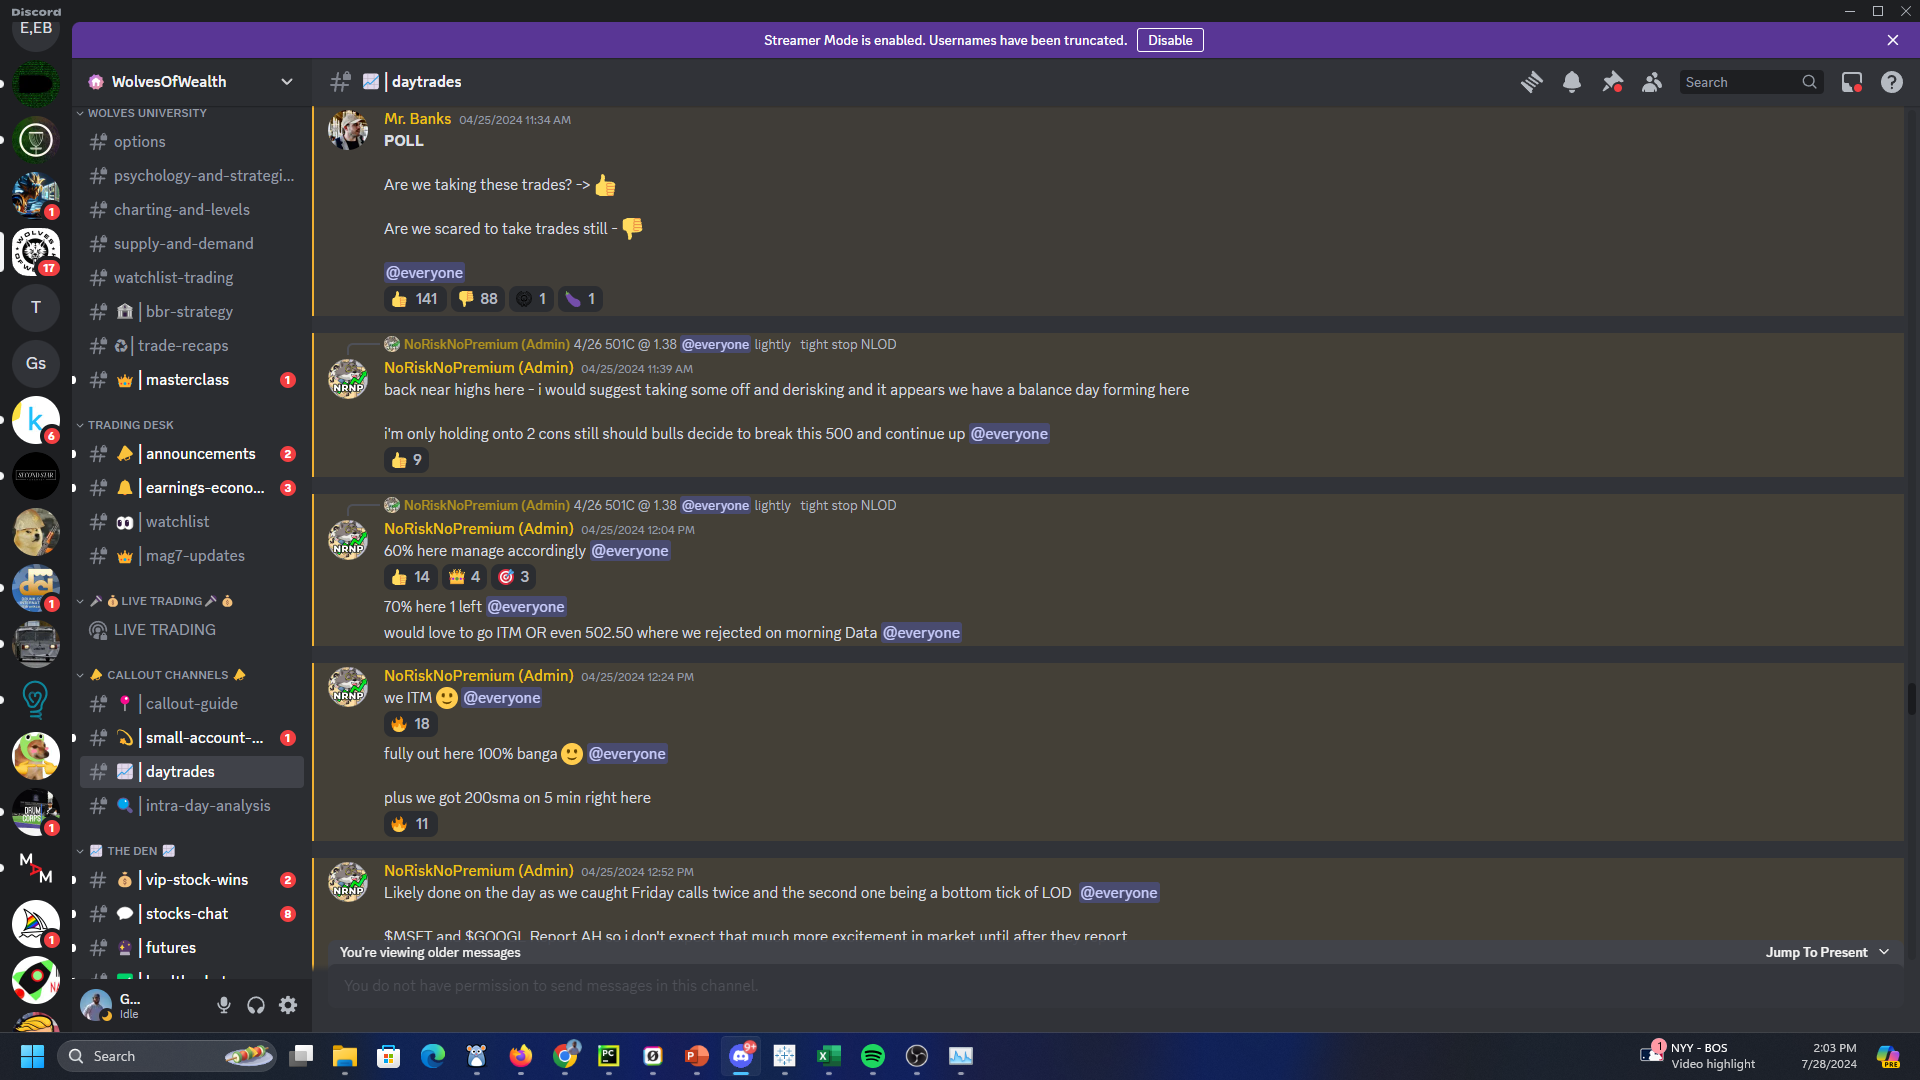 Discord
E,EB
Streamer Mode is enabled. Usernames have been truncated. Disable
WolvesOfWealth
| daytrades
Search
WOLVES UNIVERSITY
options
psychology-and-strategi...
charting-and-levels
supply-and-demand
watchlist-trading
| bbr-strategy
| trade-recaps
| masterclass 1
TRADING DESK
| announcements 2
| earnings-econo... 3
| watchlist
| mag7-updates
LIVE TRADING
LIVE TRADING
CALLOUT CHANNELS
| callout-guide
| small-account-... 1
| daytrades
| intra-day-analysis
THE DEN
| vip-stock-wins 2
| stocks-chat 8
| futures
G...
Idle
1
17
T
Gs
k
6
SECOND STAR
1
DRUM CORPS
1
MAM
1
Mr. Banks 04/25/2024 11:34 AM
POLL
Are we taking these trades? -> 👍
Are we scared to take trades still - 👎
@everyone
👍 141 👎 88 1 🍆 1
NoRiskNoPremium (Admin) 4/26 501C @ 1.38 @everyone lightly tight stop NLOD
NoRiskNoPremium (Admin) 04/25/2024 11:39 AM
NRNP
back near highs here - i would suggest taking some off and derisking and it appears we have a balance day forming here
i'm only holding onto 2 cons still should bulls decide to break this 500 and continue up @everyone
👍 9
NoRiskNoPremium (Admin) 4/26 501C @ 1.38 @everyone lightly tight stop NLOD
NoRiskNoPremium (Admin) 04/25/2024 12:04 PM
NRNP
60% here manage accordingly @everyone
👍 14 👑 4 🎯 3
70% here 1 left @everyone
would love to go ITM OR even 502.50 where we rejected on morning Data @everyone
NoRiskNoPremium (Admin) 04/25/2024 12:24 PM
NRNP
we ITM 🙂 @everyone
🔥 18
fully out here 100% banga 🙂 @everyone
plus we got 200sma on 5 min right here
🔥 11
NoRiskNoPremium (Admin) 04/25/2024 12:52 PM
NRNP
Likely done on the day as we caught Friday calls twice and the second one being a bottom tick of LOD @everyone
$MSFT and $GOOGL Report AH so i don't expect that much more excitement in market until after they report
You're viewing older messages
Jump To Present
You do not have permission to send messages in this channel.
Search
PC
9+
1
NYY - BOS
Video highlight
2:03 PM
7/28/2024
PRE